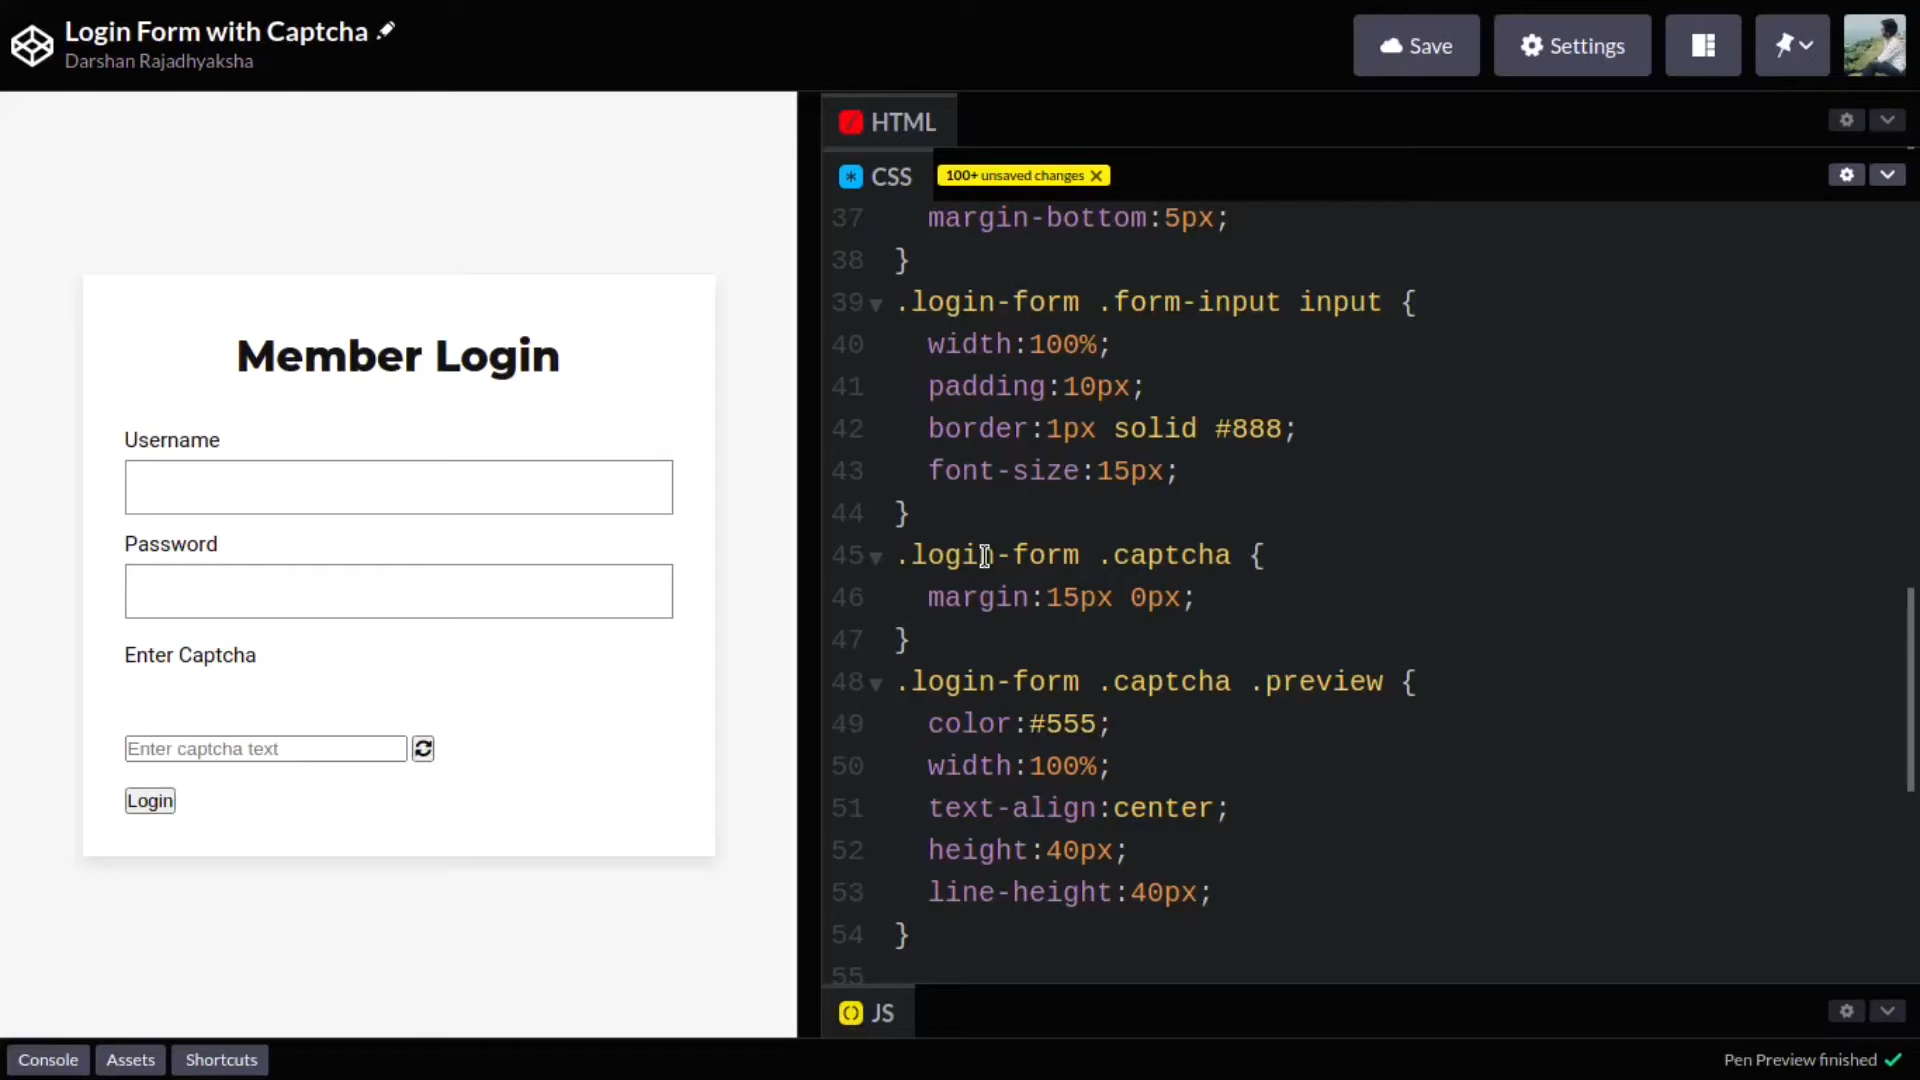 Login Form with Captcha
Darshan Rajadhyaksha
Save
Settings
Member Login
Username
Password
Enter Captcha
Enter captcha text
Login
HTML
CSS
100+ unsaved changes
37 margin-bottom:5px;
38 }
39 .login-form .form-input input {
40 width:100%;
41 padding:10px;
42 border:1px solid #888;
43 font-size:15px;
44 }
45 .login-form .captcha {
46 margin:15px 0px;
47 }
48 .login-form .captcha .preview {
49 color:#555;
50 width:100%;
51 text-align:center;
52 height:40px;
53 line-height:40px;
54 }
55
JS
Console
Assets
Shortcuts
Pen Preview finished